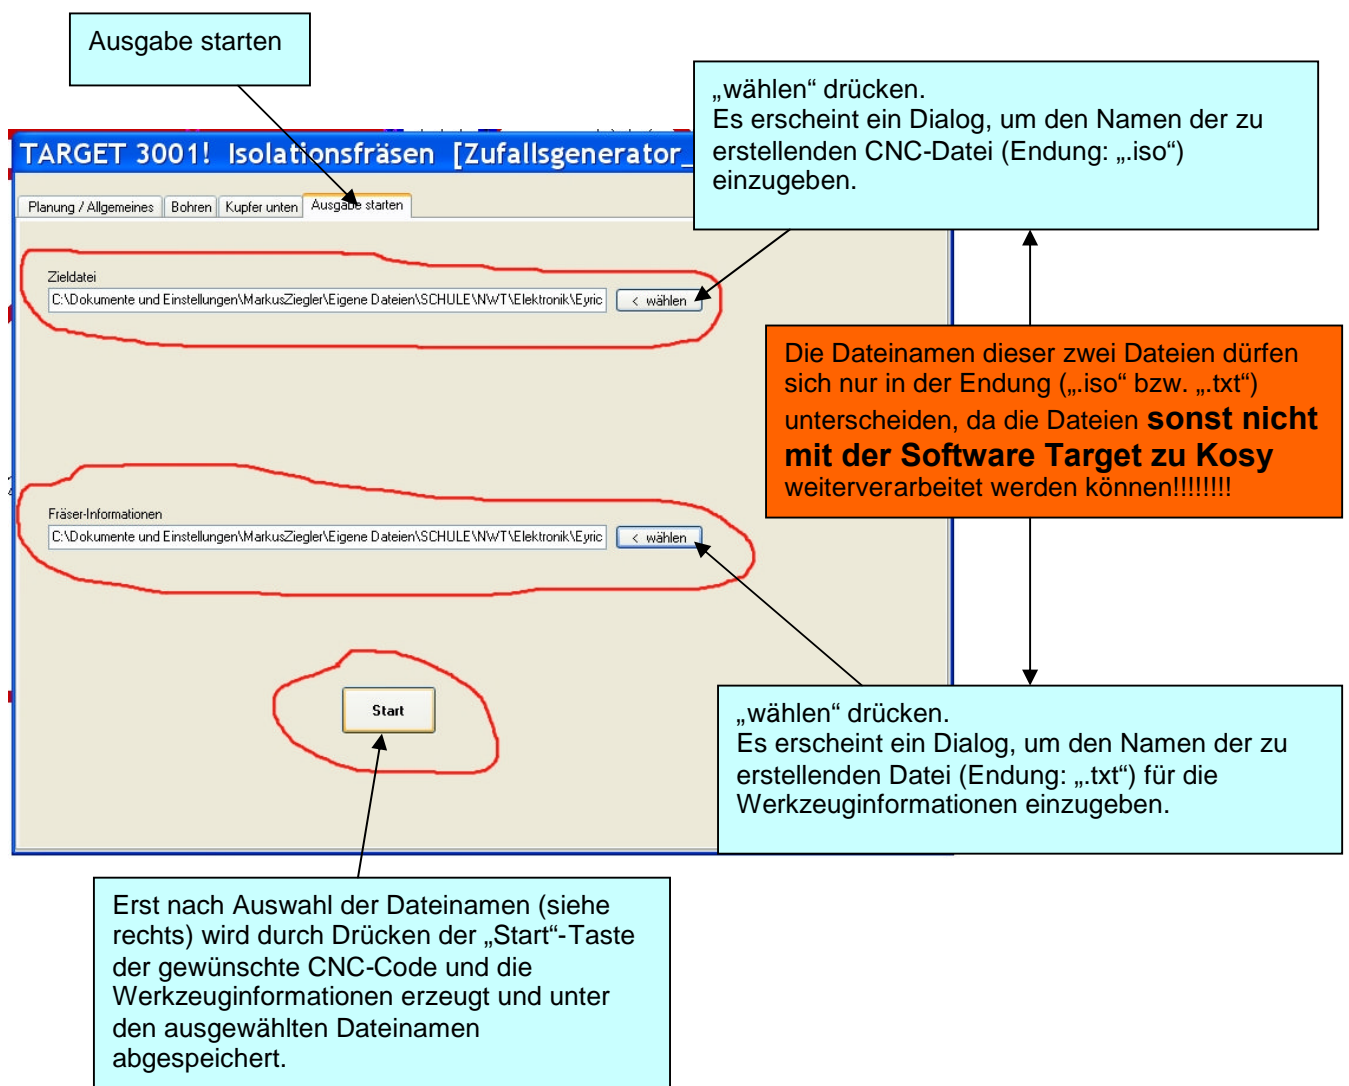 Ausgabe starten
„wählen“ drücken.
Es erscheint ein Dialog, um den Namen der zu
erstellenden CNC-Datei (Endung: „.iso“)
einzugeben.
TARGET 3001! Isolationsfräsen [Zufallsgenerator_
Planung / Allgemeines Bohren Kupfer unten Ausgabe starten
Zieldatei
C:\Dokumente und Einstellungen\MarkusZiegler\Eigene Dateien\SCHULE\NWT\Elektronik\Eyric < wählen
Die Dateinamen dieser zwei Dateien dürfen
sich nur in der Endung („.iso“ bzw. „.txt“)
unterscheiden, da die Dateien sonst nicht
mit der Software Target zu Kosy
weiterverarbeitet werden können!!!!!!!!
Fräser-Informationen
C:\Dokumente und Einstellungen\MarkusZiegler\Eigene Dateien\SCHULE\NWT\Elektronik\Eyric < wählen
Start
„wählen“ drücken.
Es erscheint ein Dialog, um den Namen der zu
erstellenden Datei (Endung: „.txt“) für die
Werkzeuginformationen einzugeben.
Erst nach Auswahl der Dateinamen (siehe
rechts) wird durch Drücken der „Start“-Taste
der gewünschte CNC-Code und die
Werkzeuginformationen erzeugt und unter
den ausgewählten Dateinamen
abgespeichert.